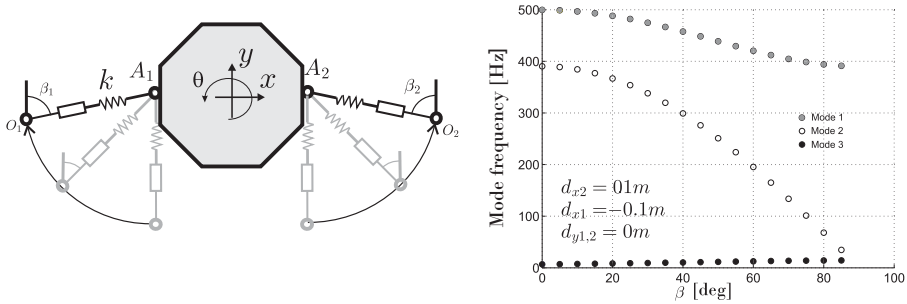 θ
y
x
A1
A2
k
β1
β2
O1
O2
Mode frequency [Hz]
500
400
300
200
100
0
Mode 1
Mode 2
Mode 3
dx2 = 01m
dx1 =−0.1m
dy1,2 = 0m
0
20
40
60
80
100
β [deg]